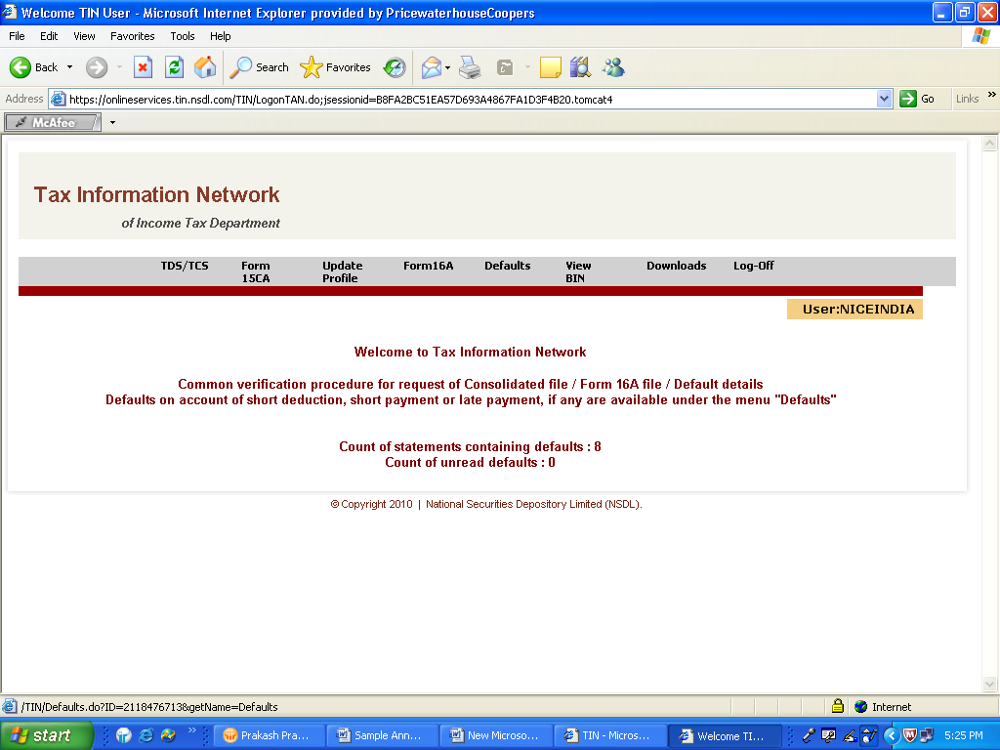 Welcome TIN User - Microsoft Internet Explorer provided by PricewaterhouseCoopers
File Edit View Favorites Tools Help
Back Search Favorites
Address https://onlineservices.tin.nsdl.com/TIN/LogonTAN.do;jsessionid=B8FA2BC51EA57D693A4867FA1D3F4B20.tomcat4 Go Links »
McAfee
Tax Information Network
of Income Tax Department
TDS/TCS Form 15CA Update Profile Form16A Defaults View BIN Downloads Log-Off
User:NICEINDIA
Welcome to Tax Information Network
Common verification procedure for request of Consolidated file / Form 16A file / Default details
Defaults on account of short deduction, short payment or late payment, if any are available under the menu "Defaults"
Count of statements containing defaults : 8
Count of unread defaults : 0
© Copyright 2010 | National Securities Depository Limited (NSDL).
/TIN/Defaults.do?ID=2118476713&getName=Defaults Internet
start » Prakash Pra... Sample Ann... New Microso... TIN - Micros... Welcome TI... 5:25 PM